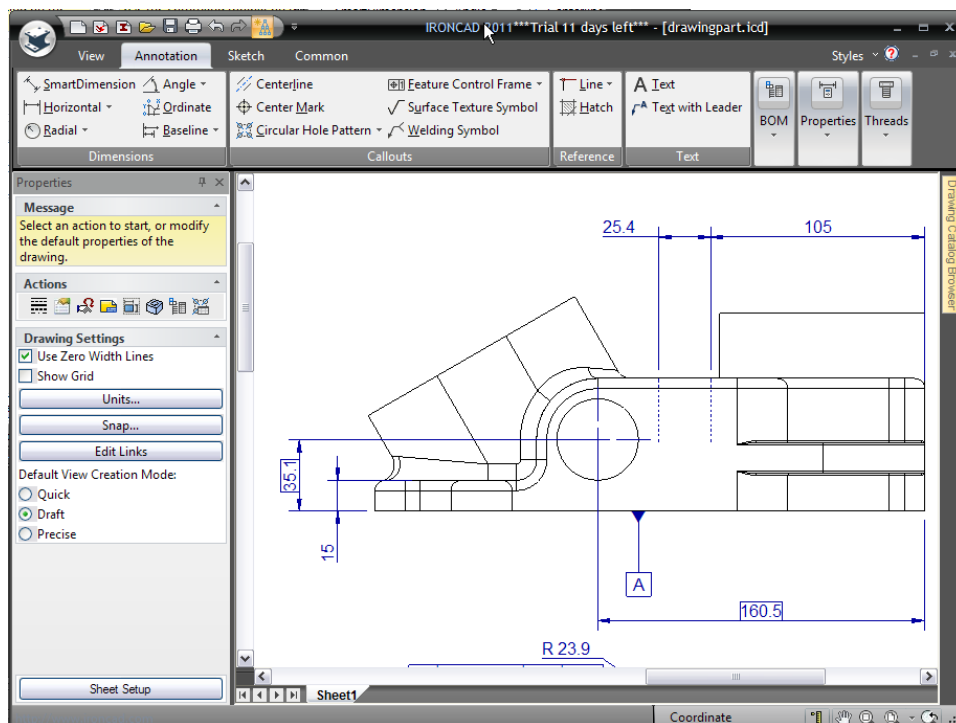 IRONCAD 2011***Trial 11 days left*** - [drawingpart.icd]
View Annotation Sketch Common Styles
SmartDimension Angle Centerline Feature Control Frame Line A Text
Horizontal Ordinate Center Mark Surface Texture Symbol Hatch A Text with Leader
Radial Baseline Circular Hole Pattern Welding Symbol BOM Properties Threads
Dimensions Callouts Reference Text
Properties
Message
Select an action to start, or modify
the default properties of the
drawing.
Actions
Drawing Settings
Use Zero Width Lines
Show Grid
Units...
Snap...
Edit Links
Default View Creation Mode:
Quick
Draft
Precise
Sheet Setup
Drawing Catalog Browser
25.4 105
35.1
15
A
160.5
R 23.9
Sheet1
Coordinate